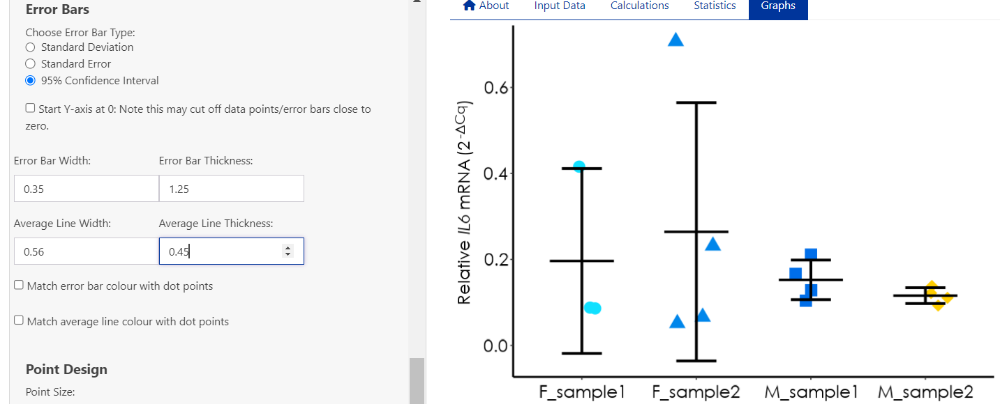 Error Bars
Choose Error Bar Type:
Standard Deviation
Standard Error
95% Confidence Interval
Start Y-axis at 0: Note this may cut off data points/error bars close to
zero.
Error Bar Width: Error Bar Thickness:
0.35 1.25
Average Line Width: Average Line Thickness:
0.56 0.45
Match error bar colour with dot points
Match average line colour with dot points
Point Design
Point Size:
About Input Data Calculations Statistics Graphs
Relative IL6 mRNA (2^-ΔCq)
0.6
0.4
0.2
0.0
F_sample1 F_sample2 M_sample1 M_sample2